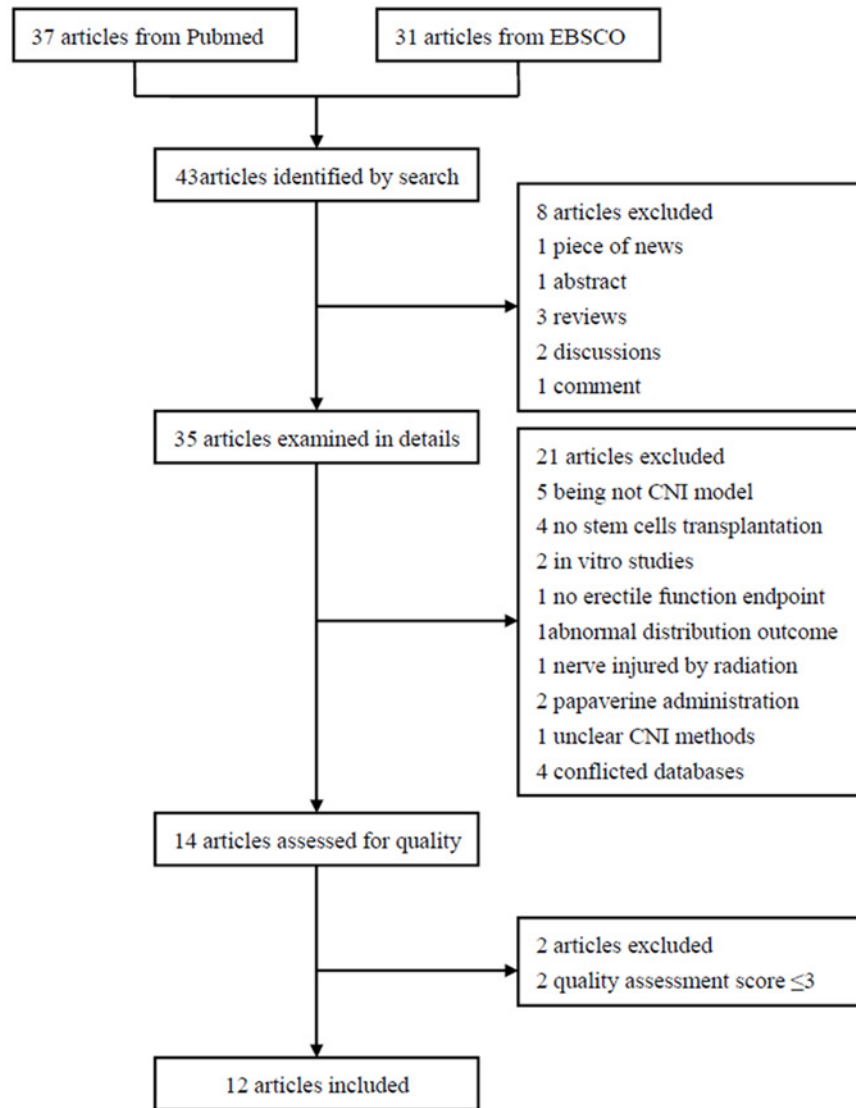 37 articles from Pubmed
31 articles from EBSCO
43articles identified by search
8 articles excluded
1 piece of news
1 abstract
3 reviews
2 discussions
1 comment
35 articles examined in details
21 articles excluded
5 being not CNI model
4 no stem cells transplantation
2 in vitro studies
1 no erectile function endpoint
1abnormal distribution outcome
1 nerve injured by radiation
2 papaverine administration
1 unclear CNI methods
4 conflicted databases
14 articles assessed for quality
2 articles excluded
2 quality assessment score ≤3
12 articles included